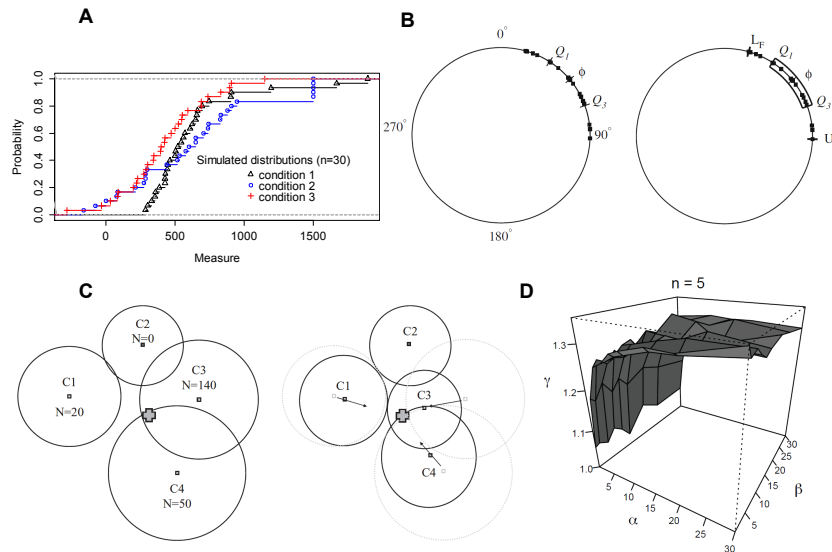 A
1.0
0.8
0.6
0.4
0.2
0.0
Probability
Simulated distributions (n=30)
condition 1
condition 2
condition 3
0
500
1000
1500
Measure
B
0°
Q1
ϕ
Q3
270°
90°
180°
LF
Q1
ϕ
Q3
U
C
C2
N=0
C1
N=20
C3
N=140
C4
N=50
C2
C1
C3
C4
D
n = 5
1.3
1.2
1.1
1.0
γ
5
10
15
20
25
30
α
5
10
15
20
25
30
β